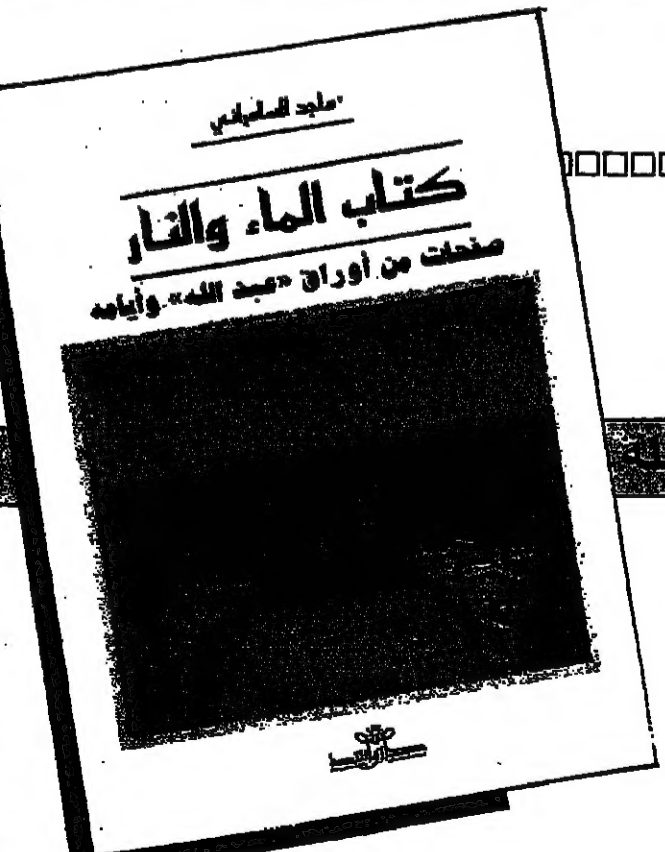 ماجد السامرائي
كتاب الماء والنار
صفحات من أوراق «عبد الله» وأيامه